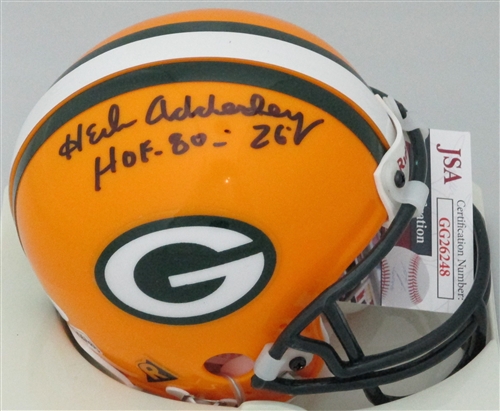 Herb Adderley
HOF-80- 26
G
R
JSA
Certification Number:
GG26248